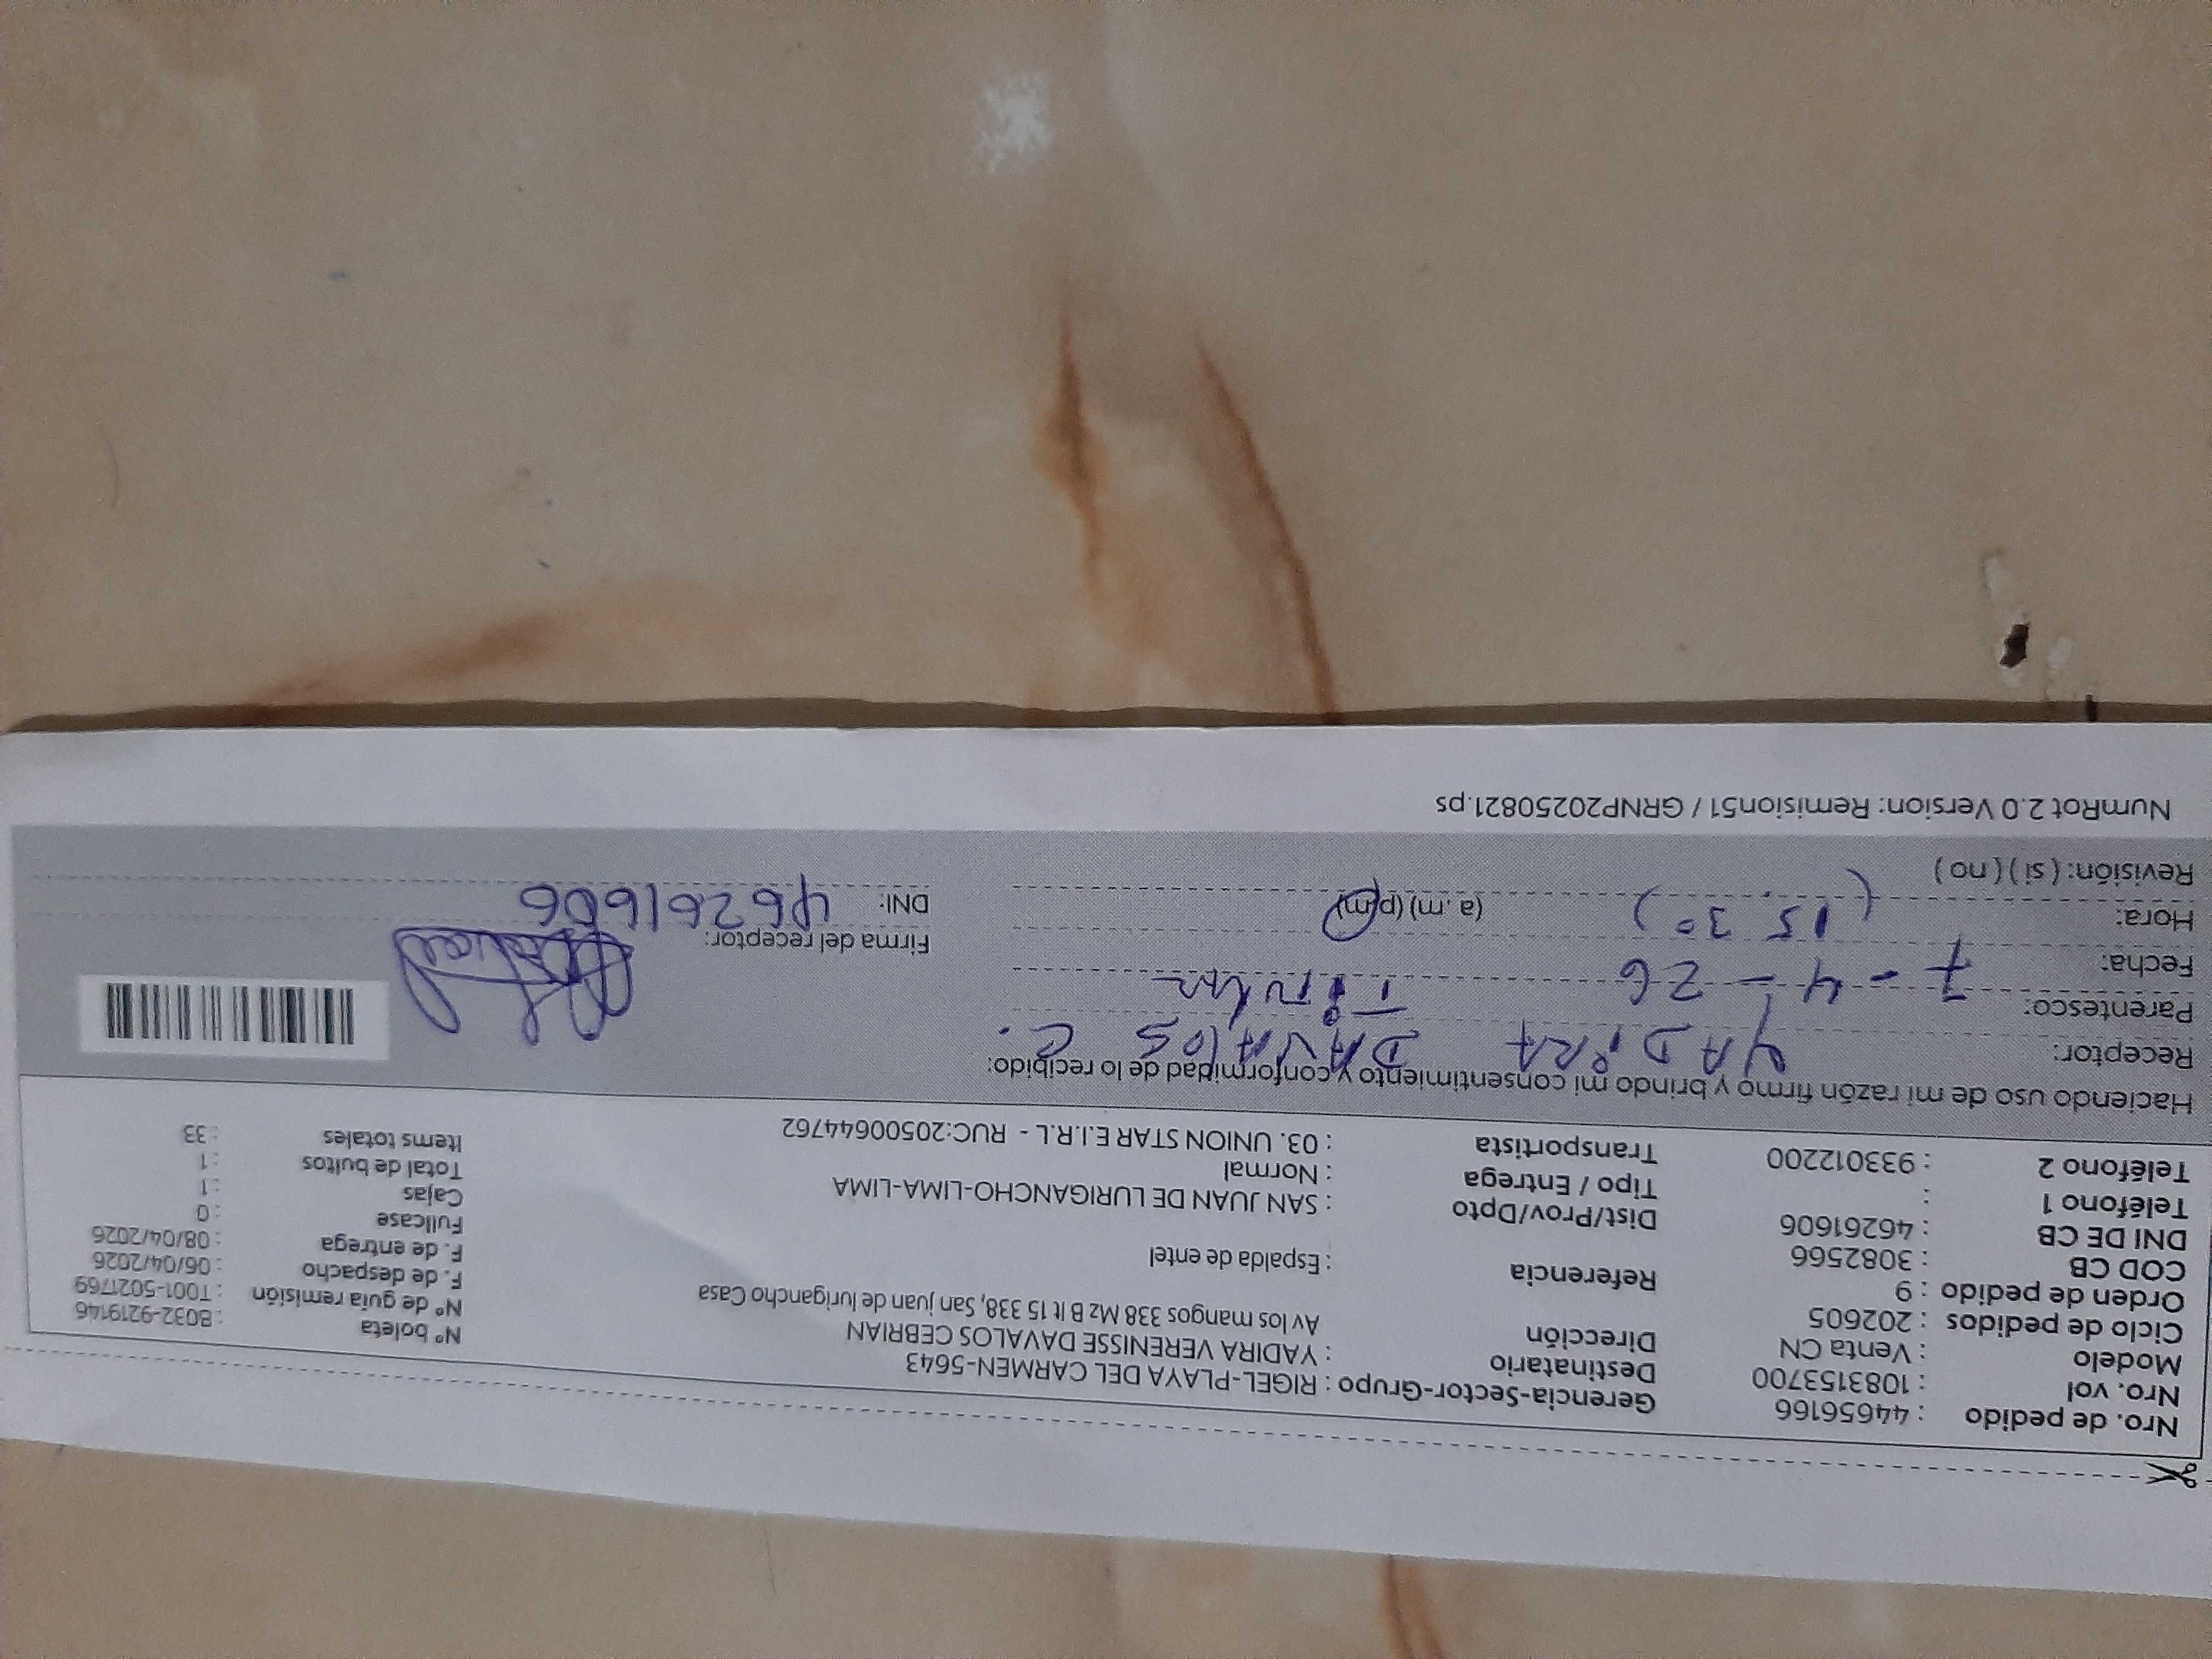 Nro. de pedido : 44656166
Nro. vol : 1083153700
Modelo : Venta CN
Ciclo de pedidos : 202605
Orden de pedido : 9
COD CB : 3082566
DNI DE CB : 46261606
Teléfono 1 :
Teléfono 2 : 933012200
Gerencia-Sector-Grupo : RIGEL-PLAYA DEL CARMEN-5643
Destinatario : YADIRA VERENISSE DAVALOS CEBRIAN
Dirección Av los mangos 338 Mz B lt 15 338, San juan de lurigancho Casa
Referencia : Espalda de entel
Dist/Prov/Dpto : SAN JUAN DE LURIGANCHO-LIMA-LIMA
Tipo / Entrega : Normal
Transportista : 03. UNION STAR E.I.R.L - RUC:20500644762
N° boleta : B032-9219146
N° de guía remisión : T001-5021769
F. de despacho : 06/04/2026
F. de entrega : 08/04/2026
Fullcase : 0
Cajas : 1
Total de bultos : 1
Items totales : 33
Haciendo uso de mi razón firmo y brindo mi consentimiento y conformidad de lo recibido:
Receptor: YADIRA DAVALOS C.
Parentesco:
Fecha: 7-4-26
Hora: (15 30) (a.m) (p.m)
Revisión: ( si ) ( no )
Firma del receptor:
DNI: 46261606
NumRot 2.0 Version: Remision51 / GRNP20250821.ps